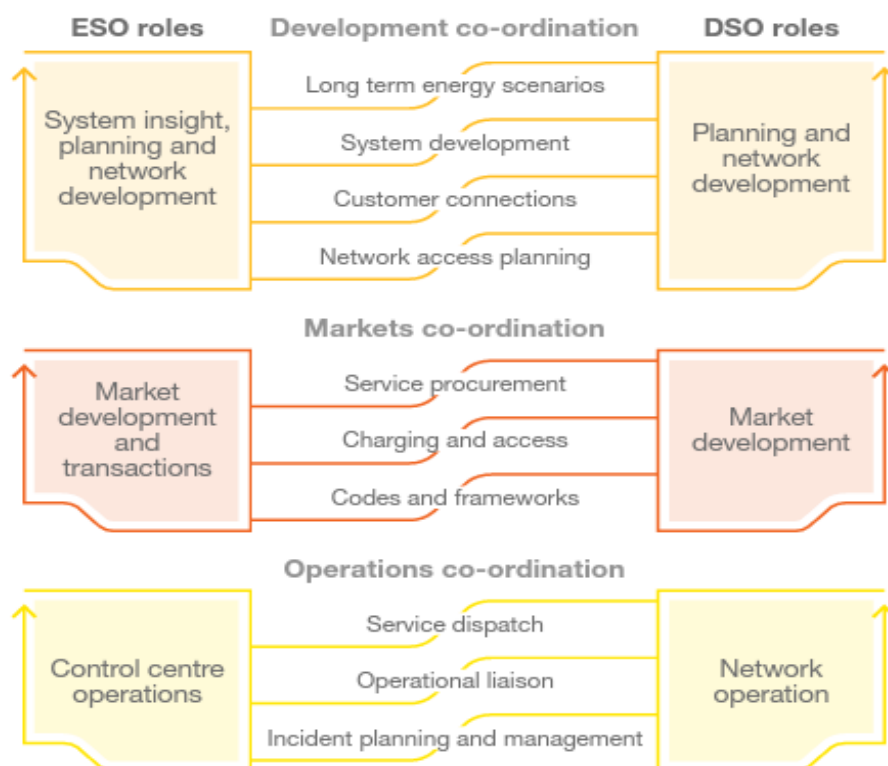 ESO roles
Development co-ordination
DSO roles
System insight,
planning and
network
development
Long term energy scenarios
System development
Customer connections
Network access planning
Planning and
network
development
Markets co-ordination
Market
development
and
transactions
Service procurement
Charging and access
Codes and frameworks
Market
development
Operations co-ordination
Control centre
operations
Service dispatch
Operational liaison
Incident planning and management
Network
operation